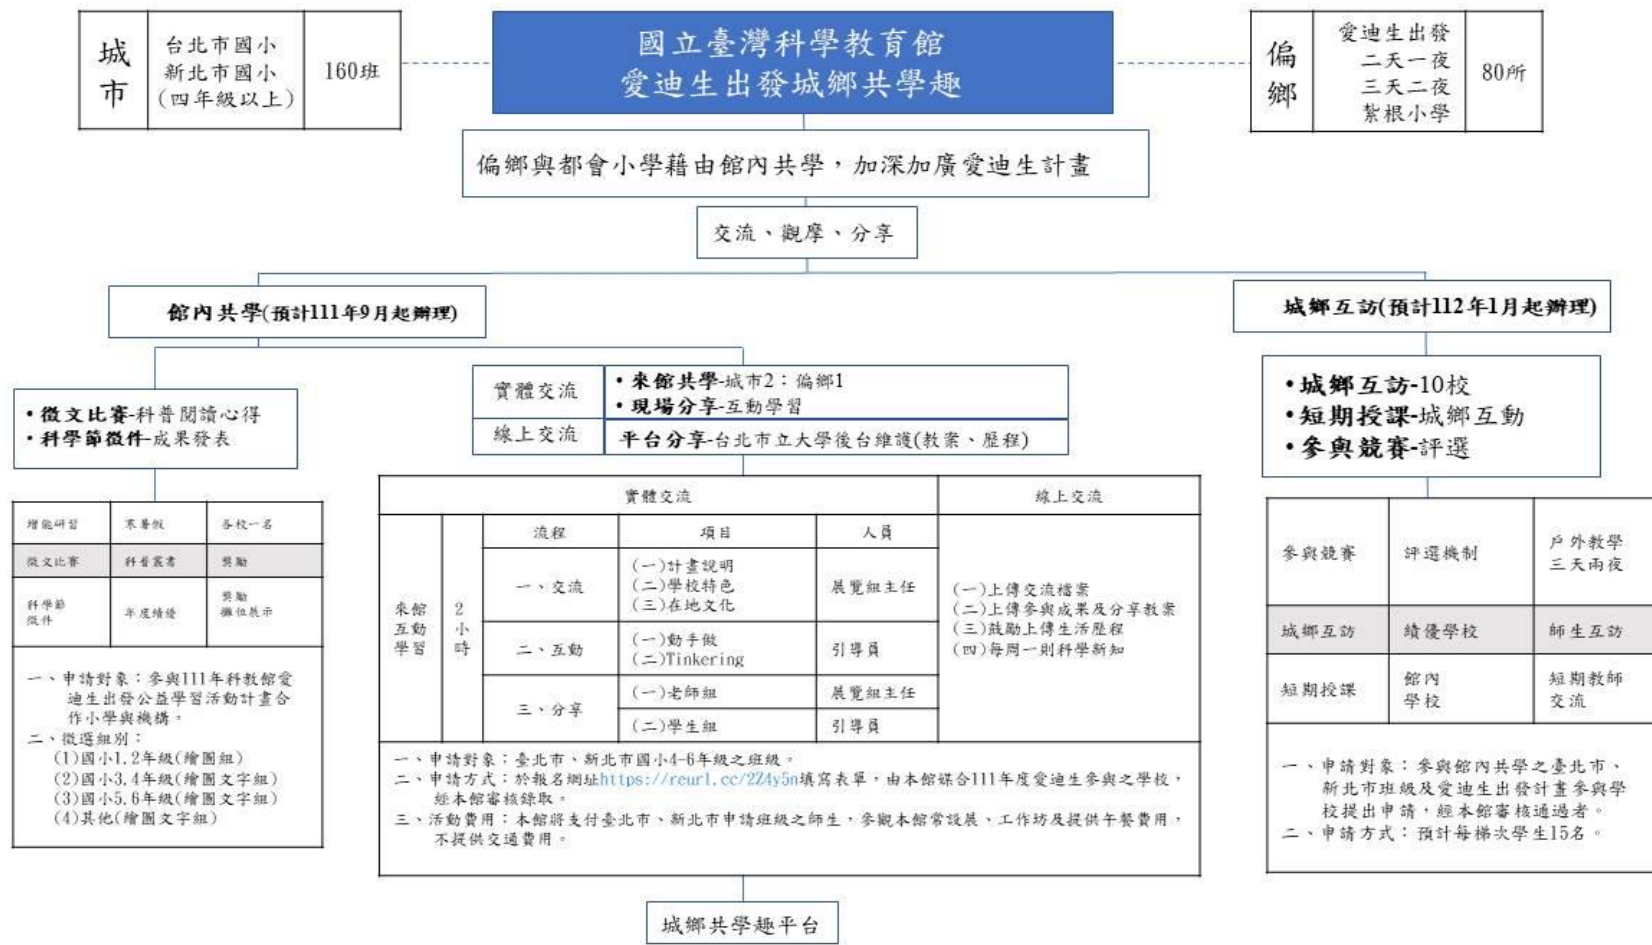 城市
台北市國小
新北市國小
(四年級以上)
160班
國立臺灣科學教育館
愛迪生出發城鄉共學趣
偏鄉
愛迪生出發
二天一夜
三天二夜
紮根小學
80所
偏鄉與都會小學藉由館內共學，加深加廣愛迪生計畫
交流、觀摩、分享
館內共學(預計111年9月起辦理)
城鄉互訪(預計112年1月起辦理)
•徵文比賽-科普閱讀心得
•科學節徵件-成果發表
實體交流
•來館共學-城市2：偏鄉1
•現場分享-互動學習
線上交流
平台分享-台北市立大學後台維護(教案、歷程)
•城鄉互訪-10校
•短期授課-城鄉互動
•參與競賽-評選
增能研習 寒暑假 各校一名
徵文比賽 科普叢書 獎勵
科學節
徵件
年度績優
獎勵
攤位展示
一、申請對象：參與111年科教館愛
迪生出發公益學習活動計畫合
作小學與機構。
二、徵選組別：
(1)國小1,2年級(繪圖組)
(2)國小3,4年級(繪圖文字組)
(3)國小5,6年級(繪圖文字組)
(4)其他(繪圖文字組)
實體交流 線上交流
來館
互動
學習
2
小
時
流程 項目 人員
一、交流
(一)計畫說明
(二)學校特色
(三)在地文化
展覽組主任
二、互動
(一)動手做
(二)Tinkering
引導員
三、分享
(一)老師組 展覽組主任
(二)學生組 引導員
(一)上傳交流檔案
(二)上傳參與成果及分享教案
(三)鼓勵上傳生活歷程
(四)每周一則科學新知
一、申請對象：臺北市、新北市國小4-6年級之班級。
二、申請方式：於報名網址https://reurl.cc/2Z4y5n填寫表單，由本館媒合111年度愛迪生參與之學校，
經本館審核錄取。
三、活動費用：本館將支付臺北市、新北市申請班級之師生，參觀本館常設展、工作坊及提供午餐費用，
不提供交通費用。
參與競賽 評選機制
戶外教學
三天兩夜
城鄉互訪 績優學校 師生互訪
短期授課
館內
學校
短期教師
交流
一、申請對象：參與館內共學之臺北市、
新北市班級及愛迪生出發計畫參與學
校提出申請，經本館審核通過者。
二、申請方式：預計每梯次學生15名。
城鄉共學趣平台